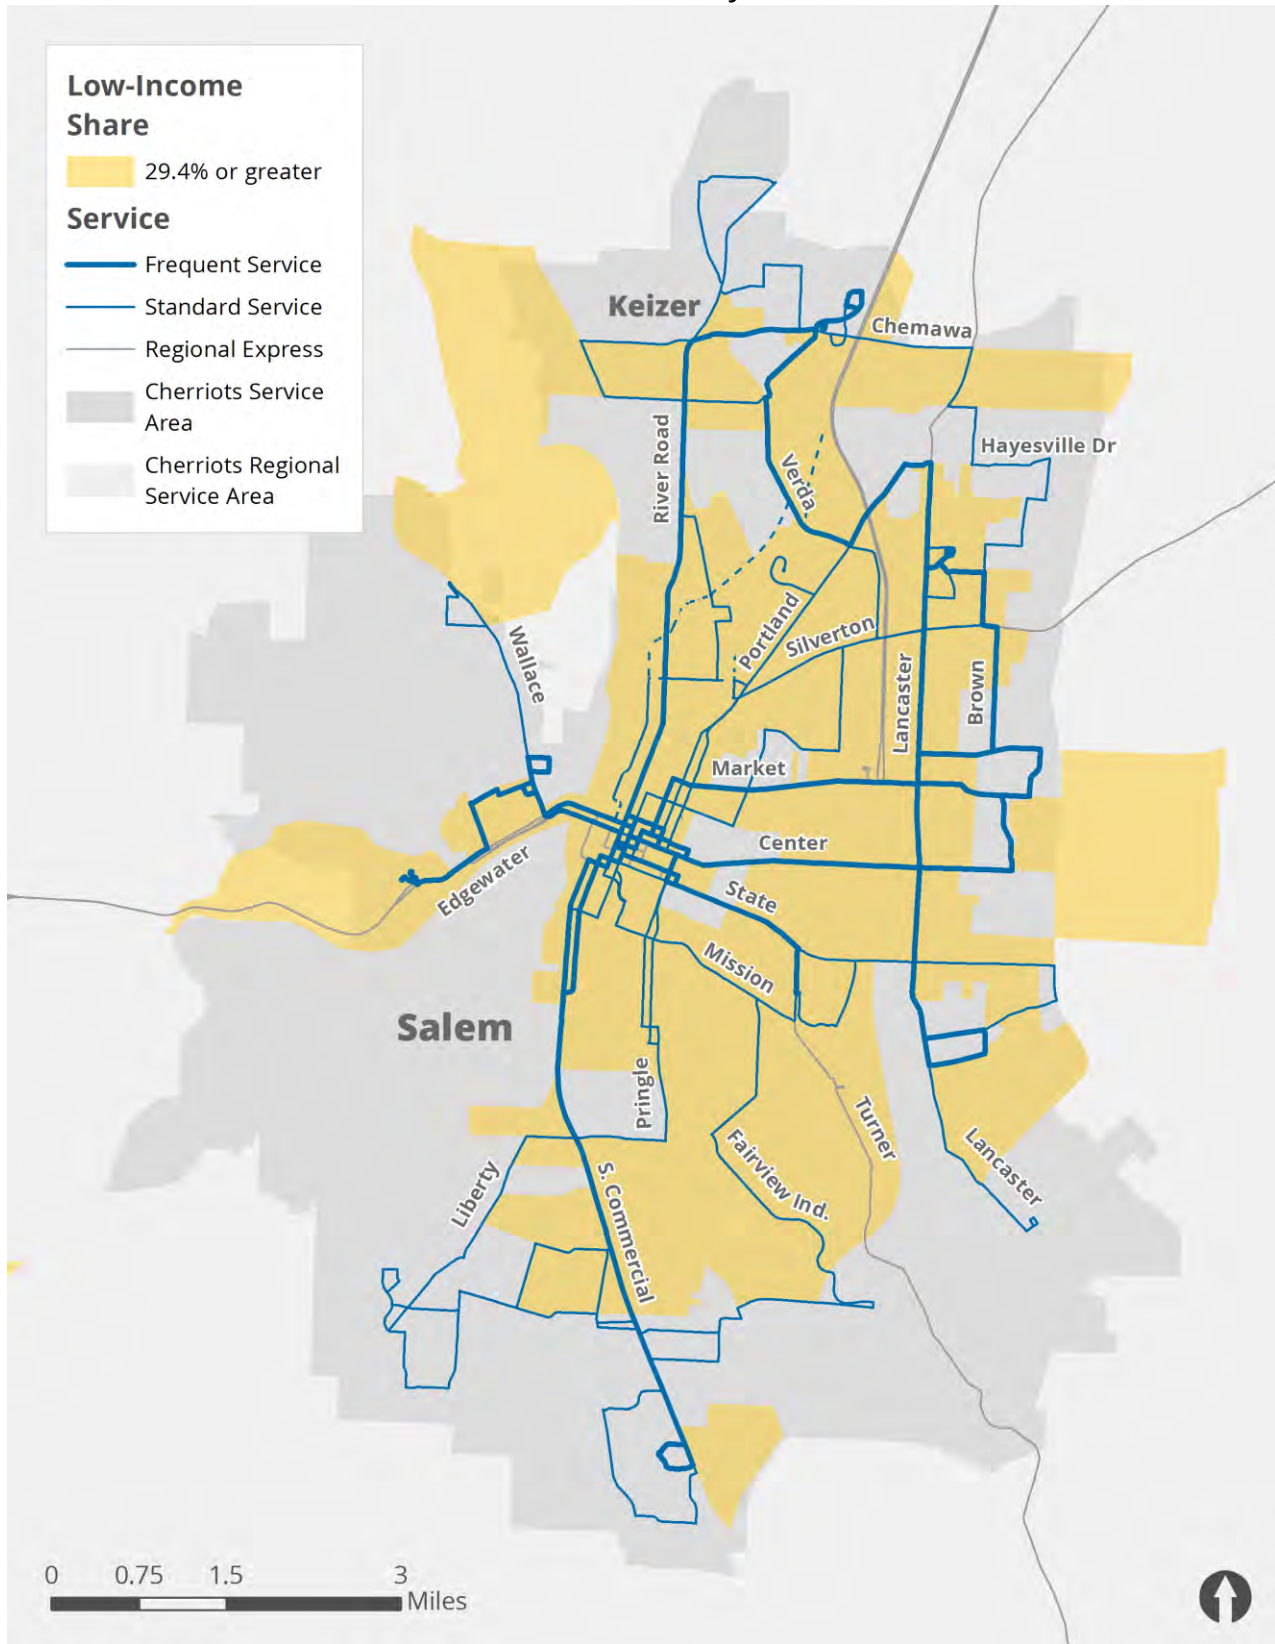 Low-Income
Share
29.4% or greater
Service
Frequent Service
Standard Service
Regional Express
Cherriots Service
Area
Cherriots Regional
Service Area
Keizer
Chemawa
River Road
Hayesville Dr
Verda
Portland
Silverton
Wallace
Lancaster
Brown
Market
Center
Edgewater
State
Mission
Salem
Pringle
Turner
Fairview Ind.
Lancaster
Liberty
S. Commercial
0 0.75 1.5 3
Miles